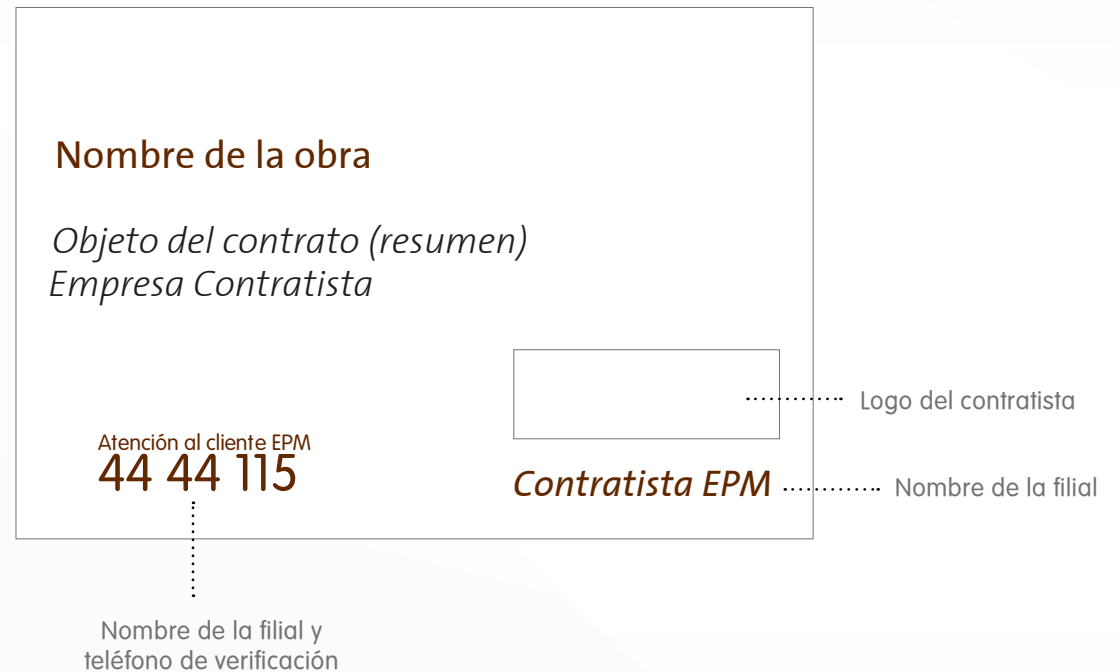 Nombre de la obra
Objeto del contrato (resumen)
Empresa Contratista
Logo del contratista
Atención al cliente EPM
44 44 115
Contratista EPM
Nombre de la filial
Nombre de la filial y
teléfono de verificación